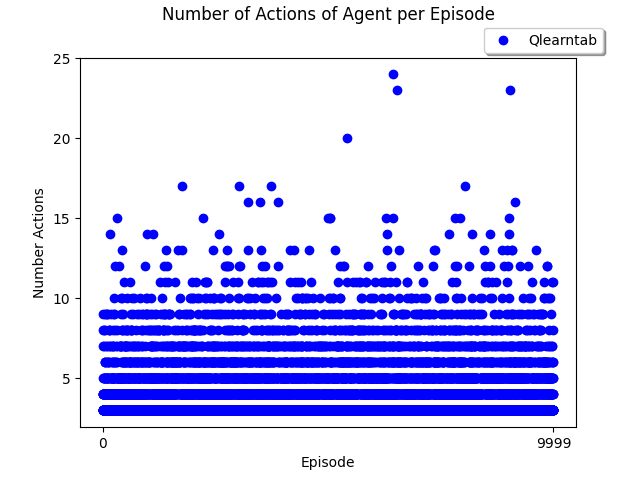 Number of Actions of Agent per Episode
Qlearntab
25
20
15
10
5
Number Actions
0 9999
Episode